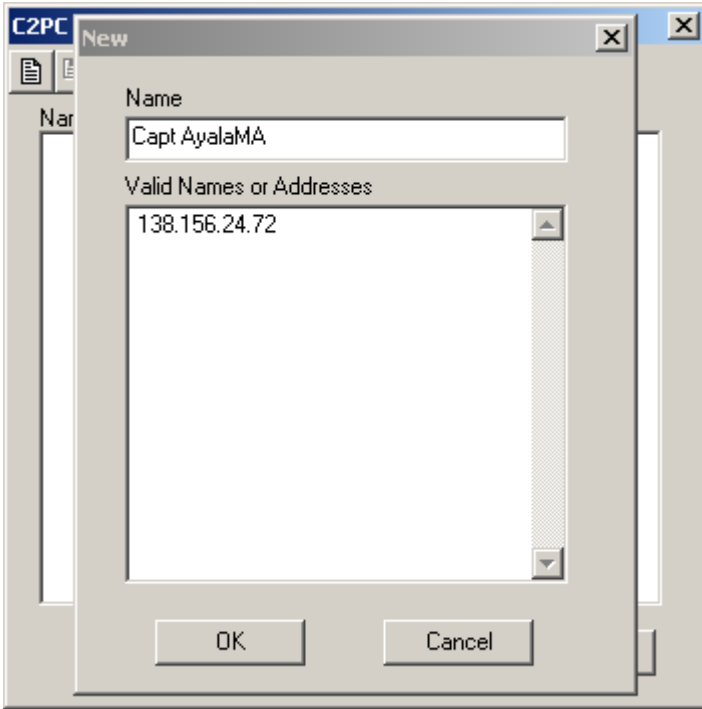 C2PC
New
Name
Capt AyalaMA
Valid Names or Addresses
138.156.24.72
OK
Cancel